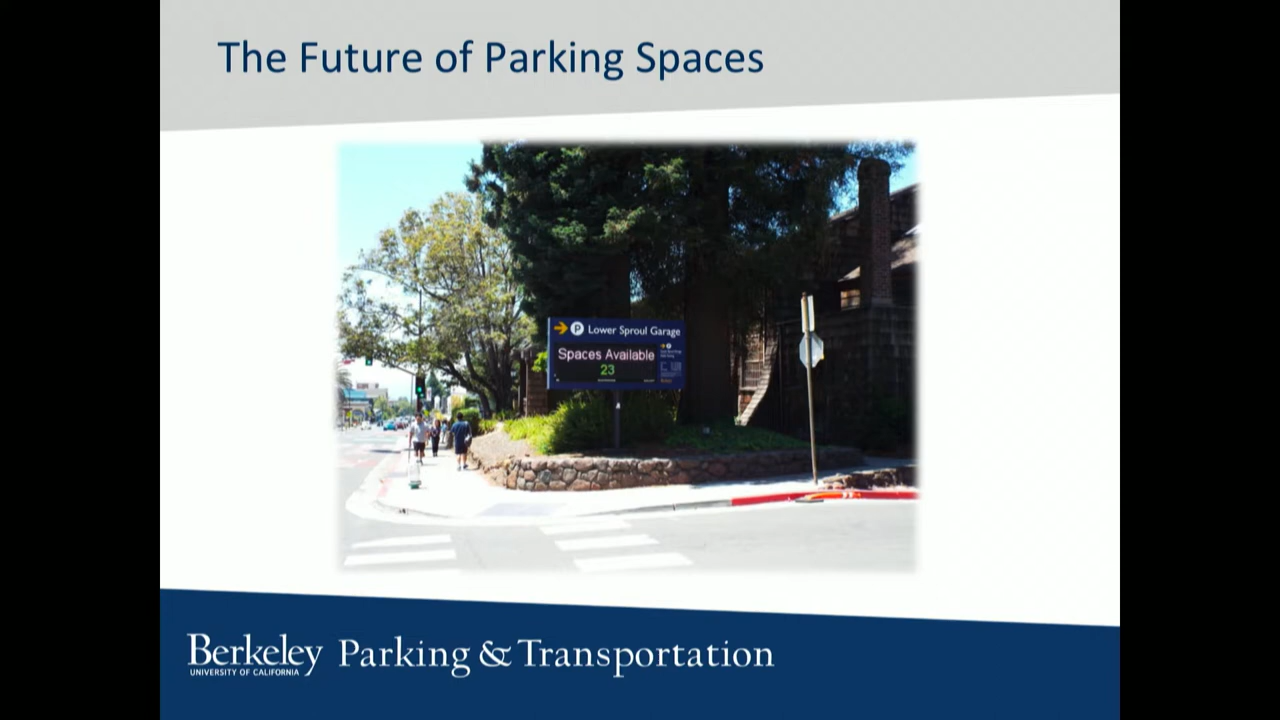 The Future of Parking Spaces
P Lower Sproul Garage
Spaces Available
23
Berkeley
UNIVERSITY OF CALIFORNIA
Parking & Transportation